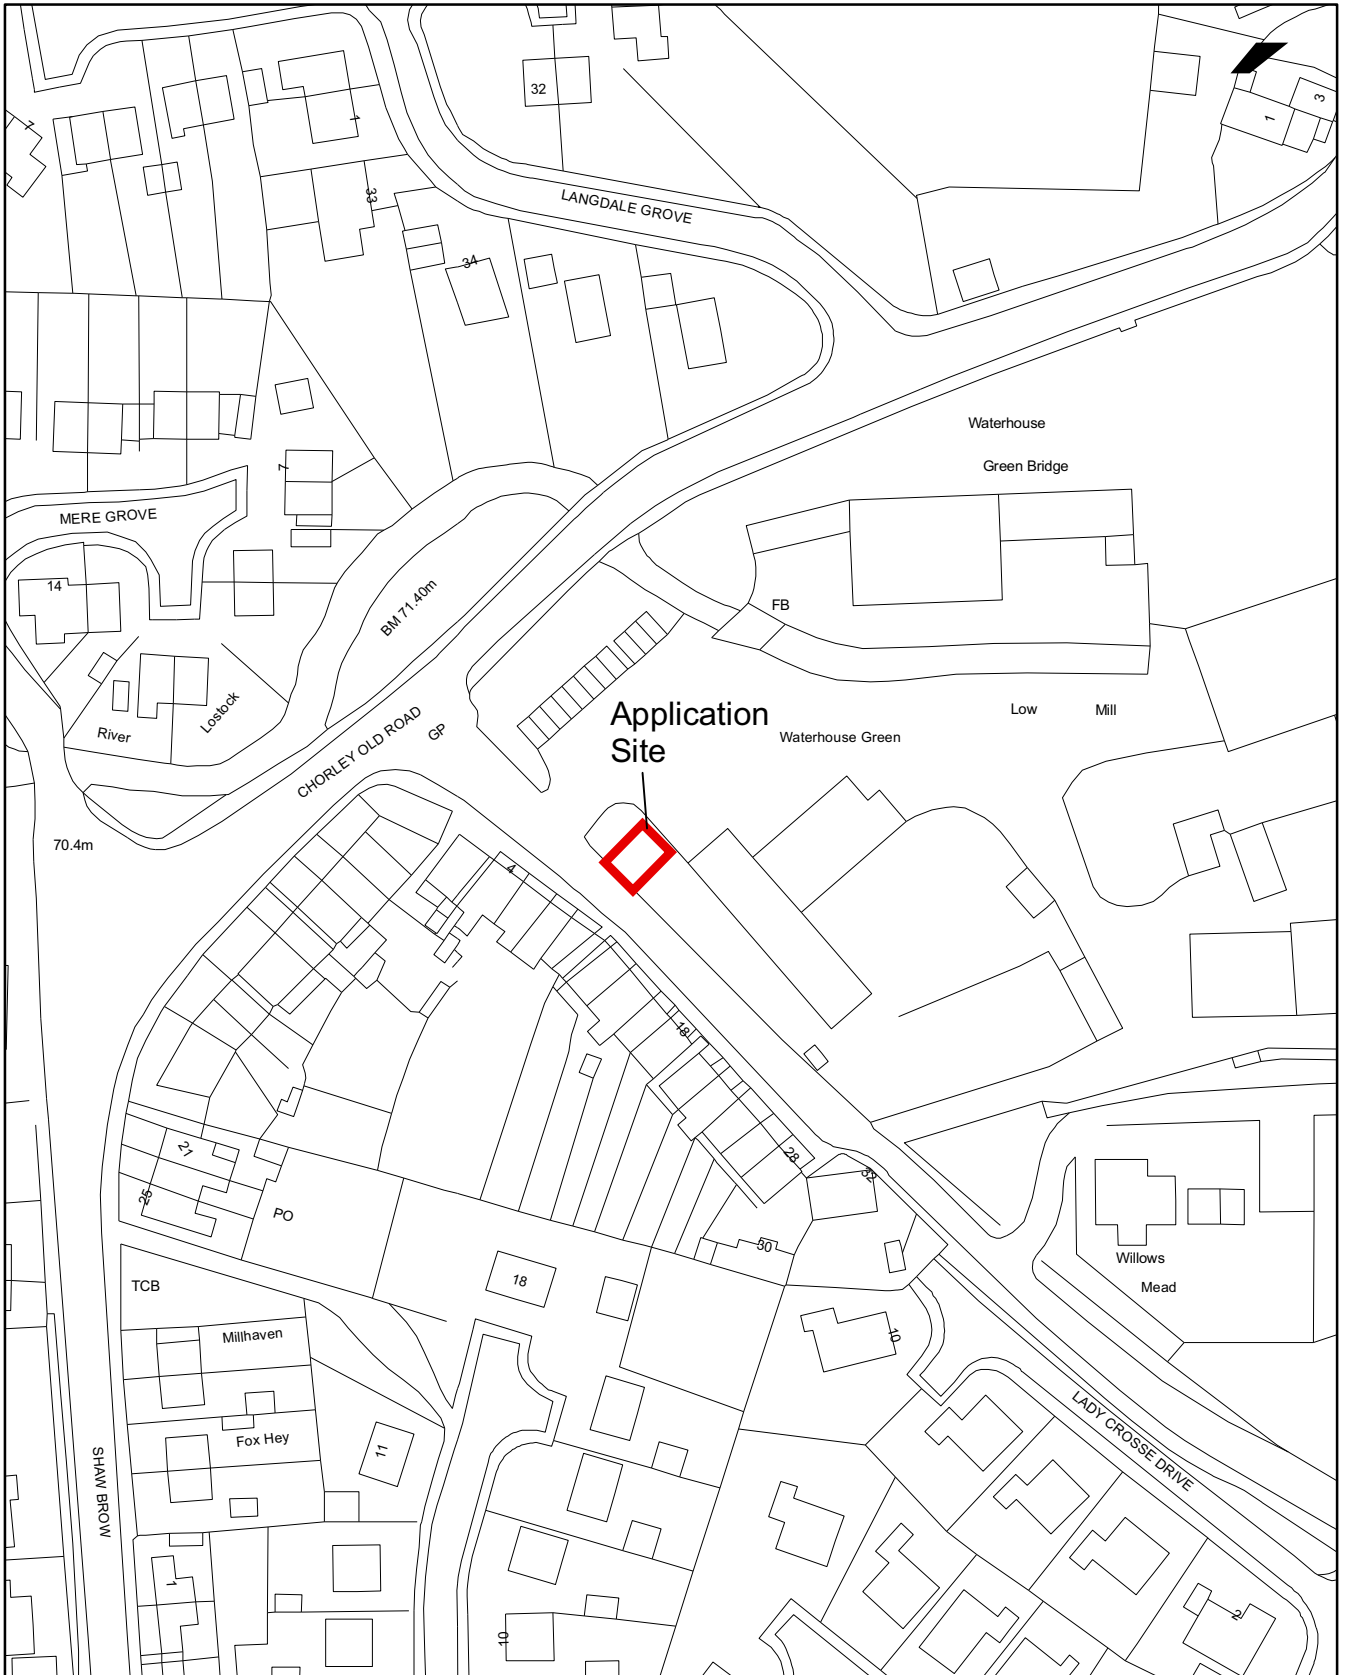 32
1
3
1
7
33
LANGDALE GROVE
34
Waterhouse
Green Bridge
7
MERE GROVE
14
BM 71.40m
FB
Lostock
River
Application
Site
Low Mill
Waterhouse Green
CHORLEY OLD ROAD
GP
70.4m
4
18
21
28
32
25
PO
30
Willows
Mead
18
TCB
Millhaven
10
Fox Hey
11
LADY CROSSE DRIVE
SHAW BROW
1
2
10